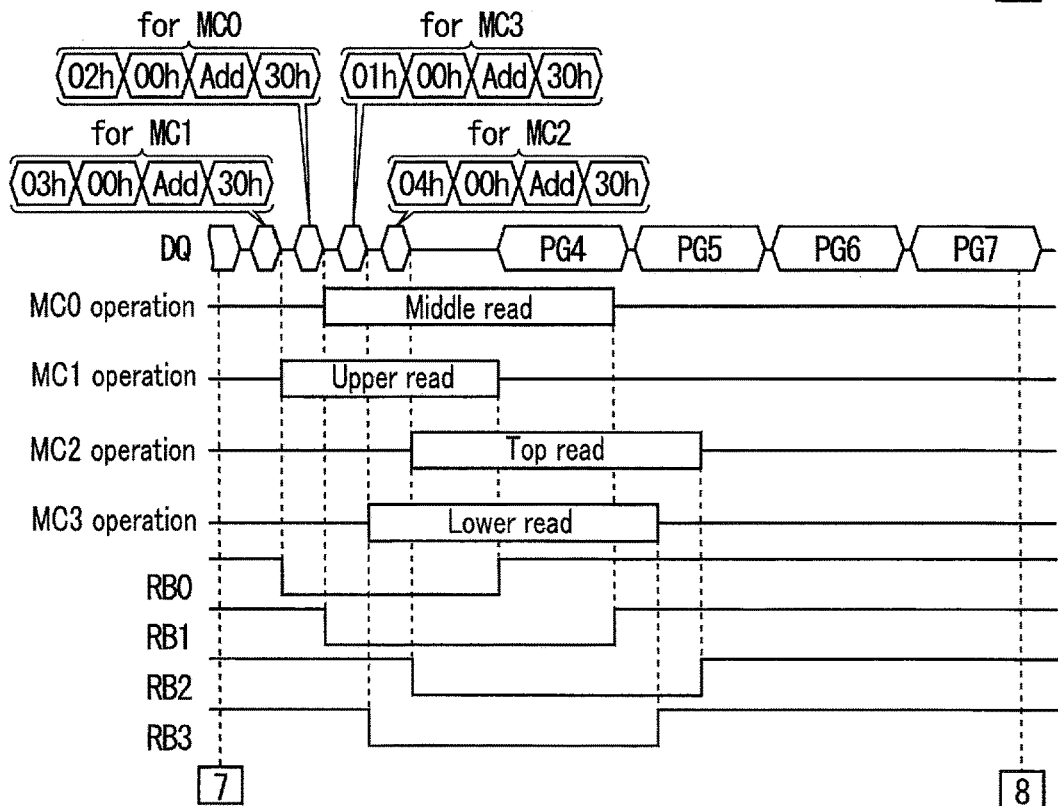 for MC0
02h 00h Add 30h
for MC3
01h 00h Add 30h
for MC1
03h 00h Add 30h
for MC2
04h 00h Add 30h
DQ PG4 PG5 PG6 PG7
MC0 operation Middle read
MC1 operation Upper read
MC2 operation Top read
MC3 operation Lower read
RB0
RB1
RB2
RB3
7 8